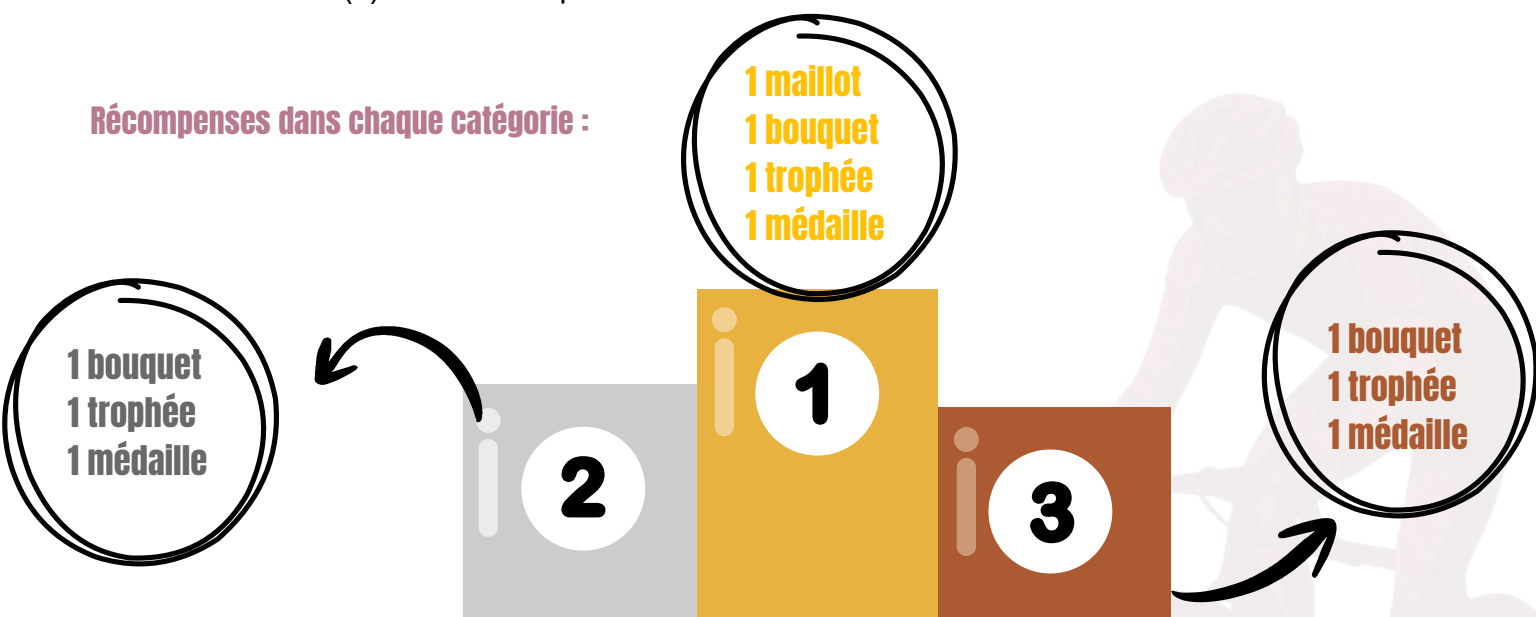 Récompenses dans chaque catégorie :
1 maillot
1 bouquet
1 trophée
1 médaille
1 bouquet
1 trophée
1 médaille
1 bouquet
1 trophée
1 médaille
1
2
3